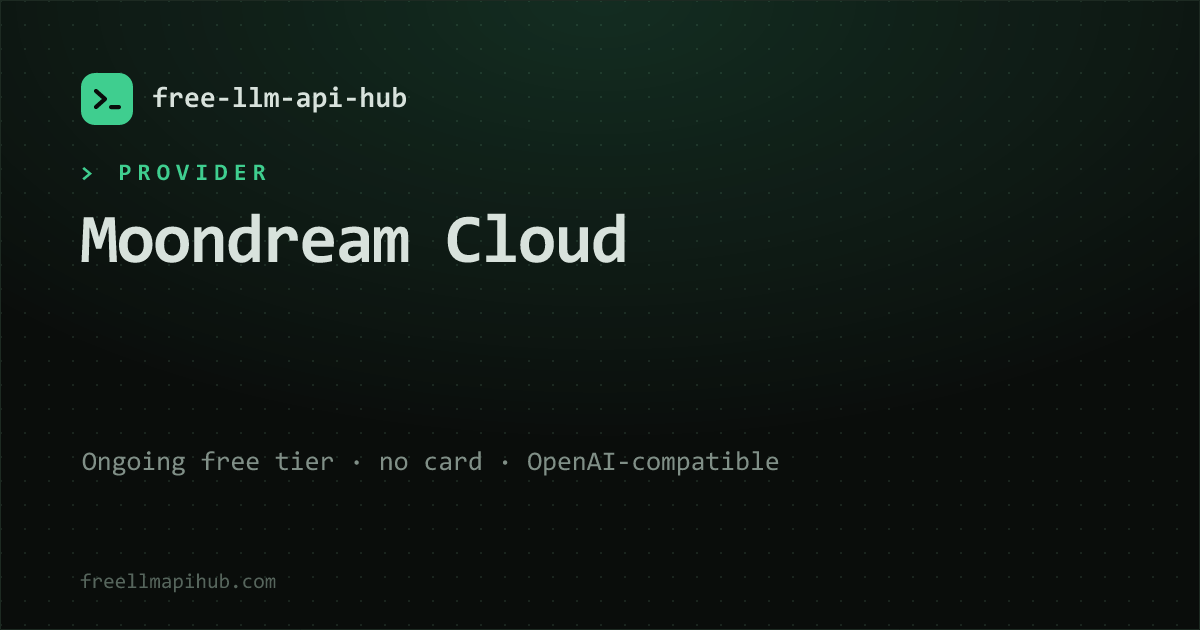 free-llm-api-hub
> PROVIDER
Moondream Cloud
Ongoing free tier · no card · OpenAI-compatible
freellmapihub.com